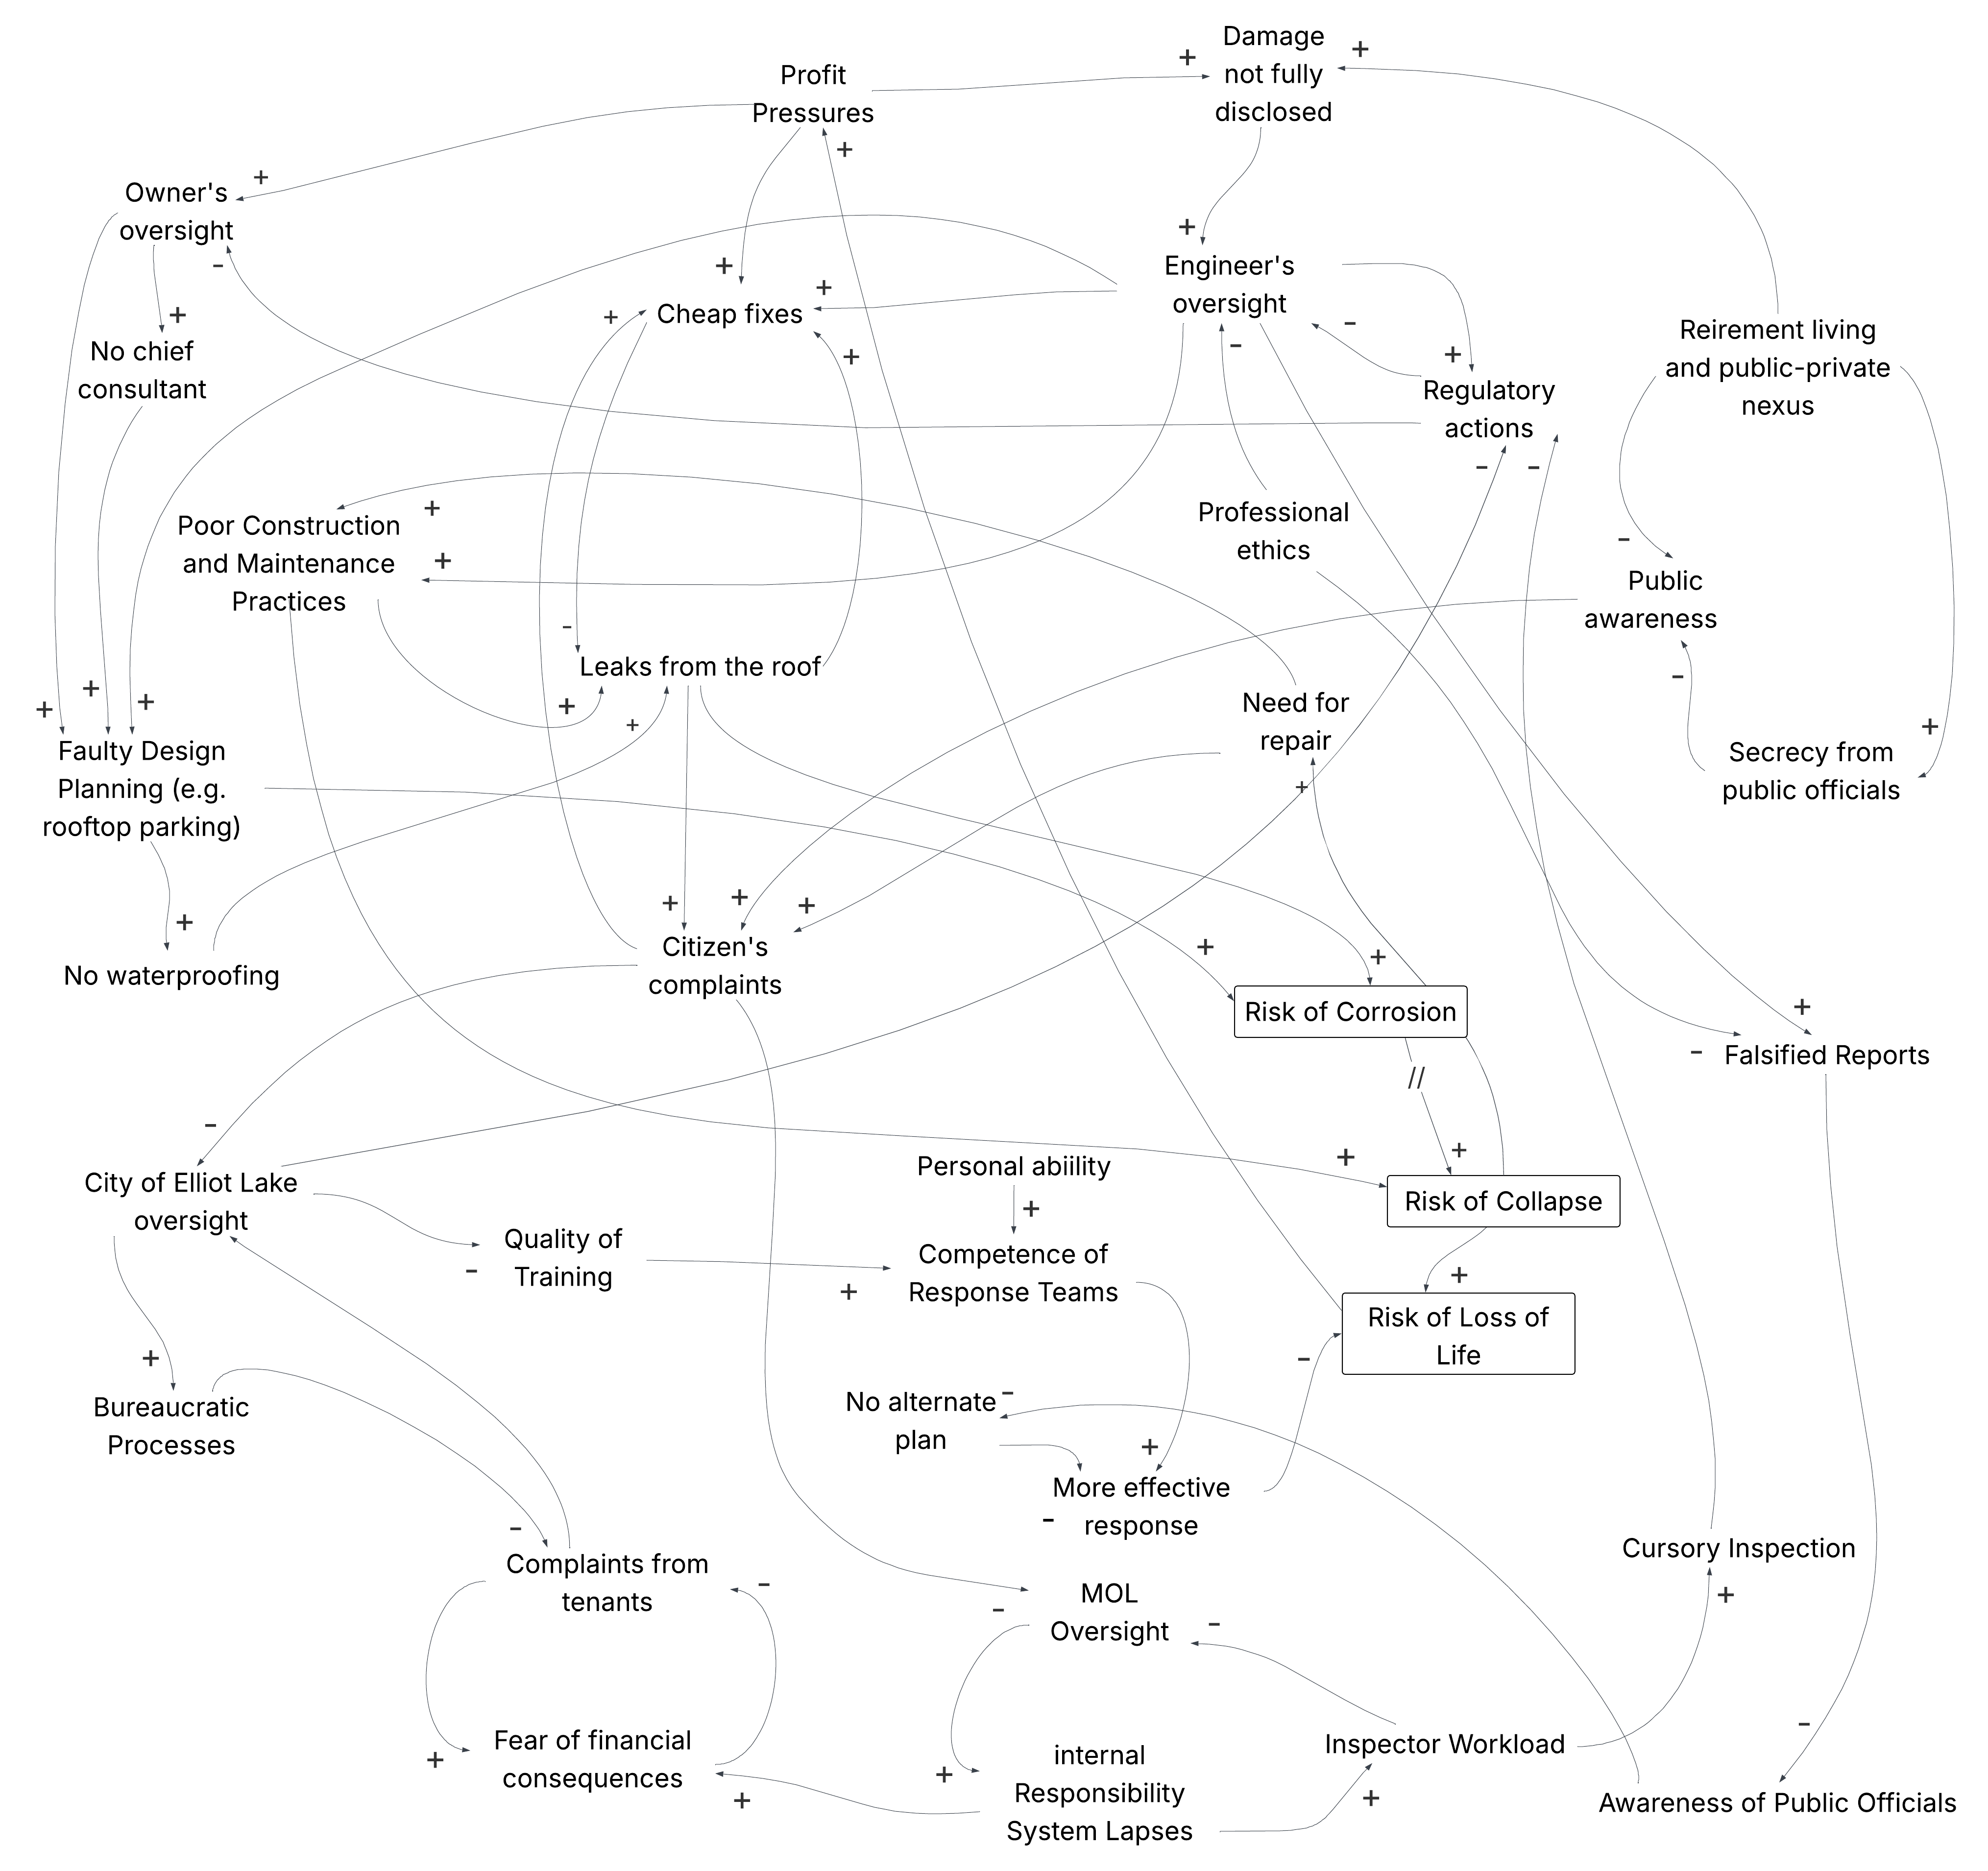 Damage
not fully
disclosed
+
+
Profit
Pressures
+
+
Owner's
oversight
-
+
No chief
consultant
+
Cheap fixes
+
+
+
+
Engineer's
oversight
-
-
+
Regulatory
actions
-
-
Reirement living
and public-private
nexus
Poor Construction
and Maintenance
Practices
+
+
Professional
ethics
-
Public
awareness
-
-
Leaks from the roof
+
+
Need for
repair
+
Secrecy from
public officials
+
+
+
+
Faulty Design
Planning (e.g.
rooftop parking)
+
No waterproofing
+
+
+
Citizen's
complaints
+
+
Risk of Corrosion
//
+
-
Falsified Reports
-
City of Elliot Lake
oversight
+
+
Risk of Collapse
Personal abiility
+
Quality of
Training
-
Competence of
Response Teams
+
+
Risk of Loss of
Life
-
+
Bureaucratic
Processes
No alternate
plan
-
+
More effective
response
-
-
Complaints from
tenants
-
Cursory Inspection
+
MOL
Oversight
-
-
Fear of financial
consequences
+
+
internal
Responsibility
System Lapses
+
Inspector Workload
+
-
Awareness of Public Officials